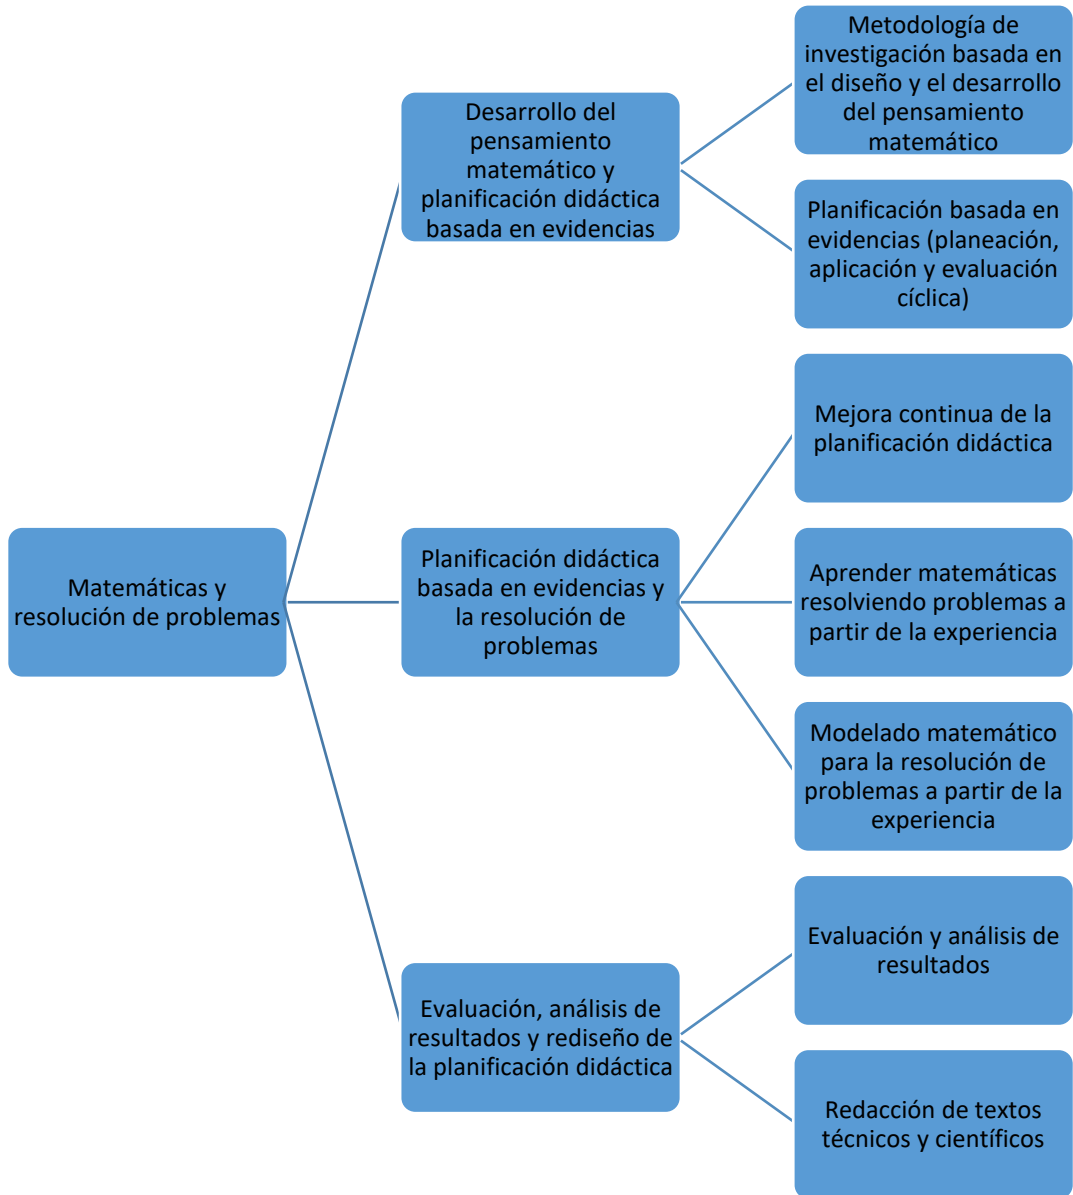 Matemáticas y
resolución de problemas
Desarrollo del
pensamiento
matemático y
planificación didáctica
basada en evidencias
Metodología de
investigación basada en
el diseño y el desarrollo
del pensamiento
matemático
Planificación basada en
evidencias (planeación,
aplicación y evaluación
cíclica)
Planificación didáctica
basada en evidencias y
la resolución de
problemas
Mejora continua de la
planificación didáctica
Aprender matemáticas
resolviendo problemas a
partir de la experiencia
Modelado matemático
para la resolución de
problemas a partir de la
experiencia
Evaluación, análisis de
resultados y rediseño de
la planificación didáctica
Evaluación y análisis de
resultados
Redacción de textos
técnicos y científicos